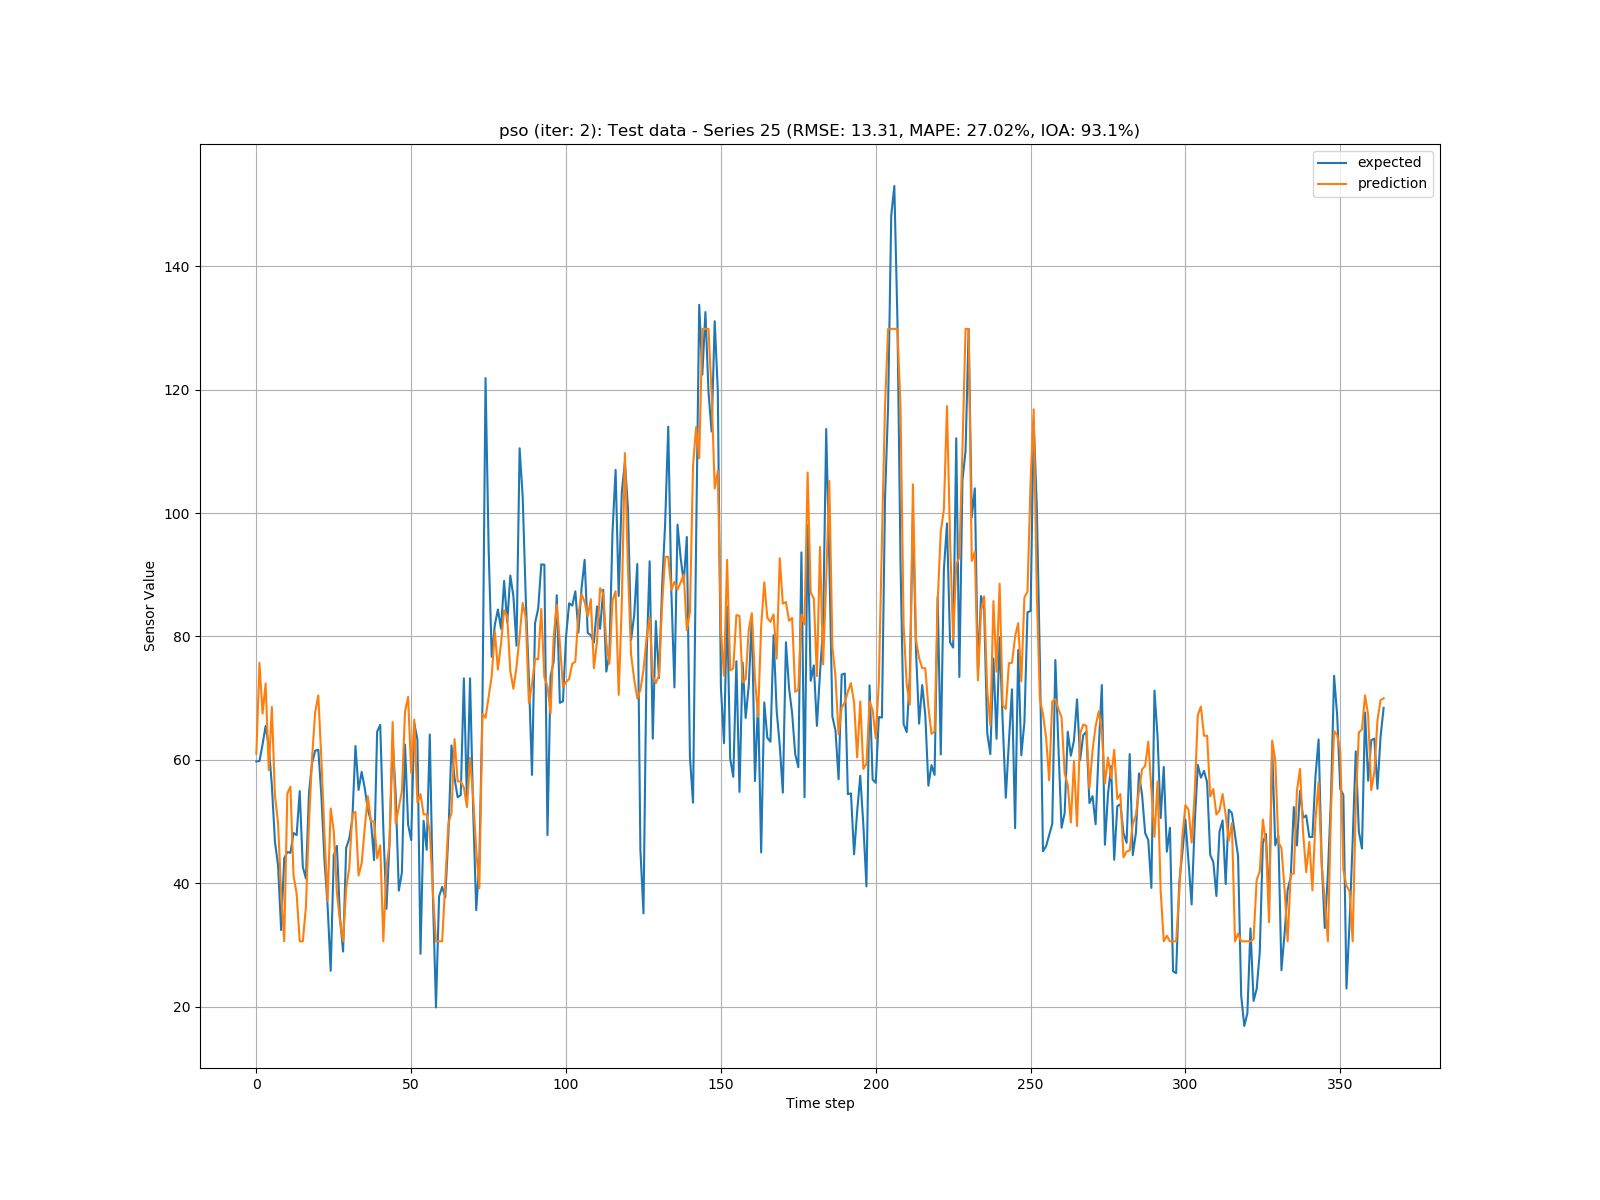 pso (iter: 2): Test data - Series 25 (RMSE: 13.31, MAPE: 27.02%, IOA: 93.1%)
expected
prediction
Sensor Value
140
120
100
80
60
40
20
0 50 100 150 200 250 300 350
Time step